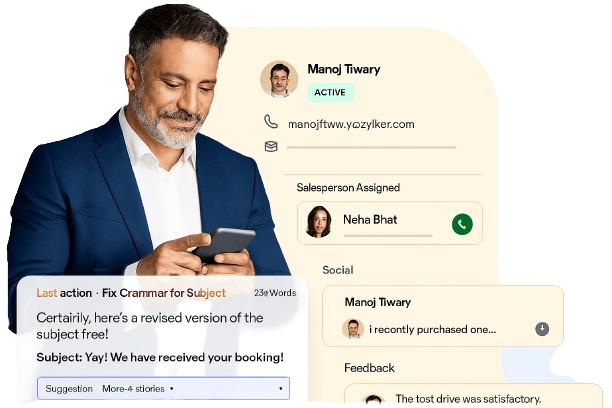 Manoj Tiwary
ACTIVE
manojftww.yozylker.com
Salesperson Assigned
Neha Bhat
Social
Manoj Tiwary
i recently purchased one...
Feedback
The tost drive was satisfactory.
Last action · Fix Crammar for Subject
Words
Certairily, here's a revised version of the
subject free!
Subject: Yay! We have received your booking!
Suggestion More-4 stiories •